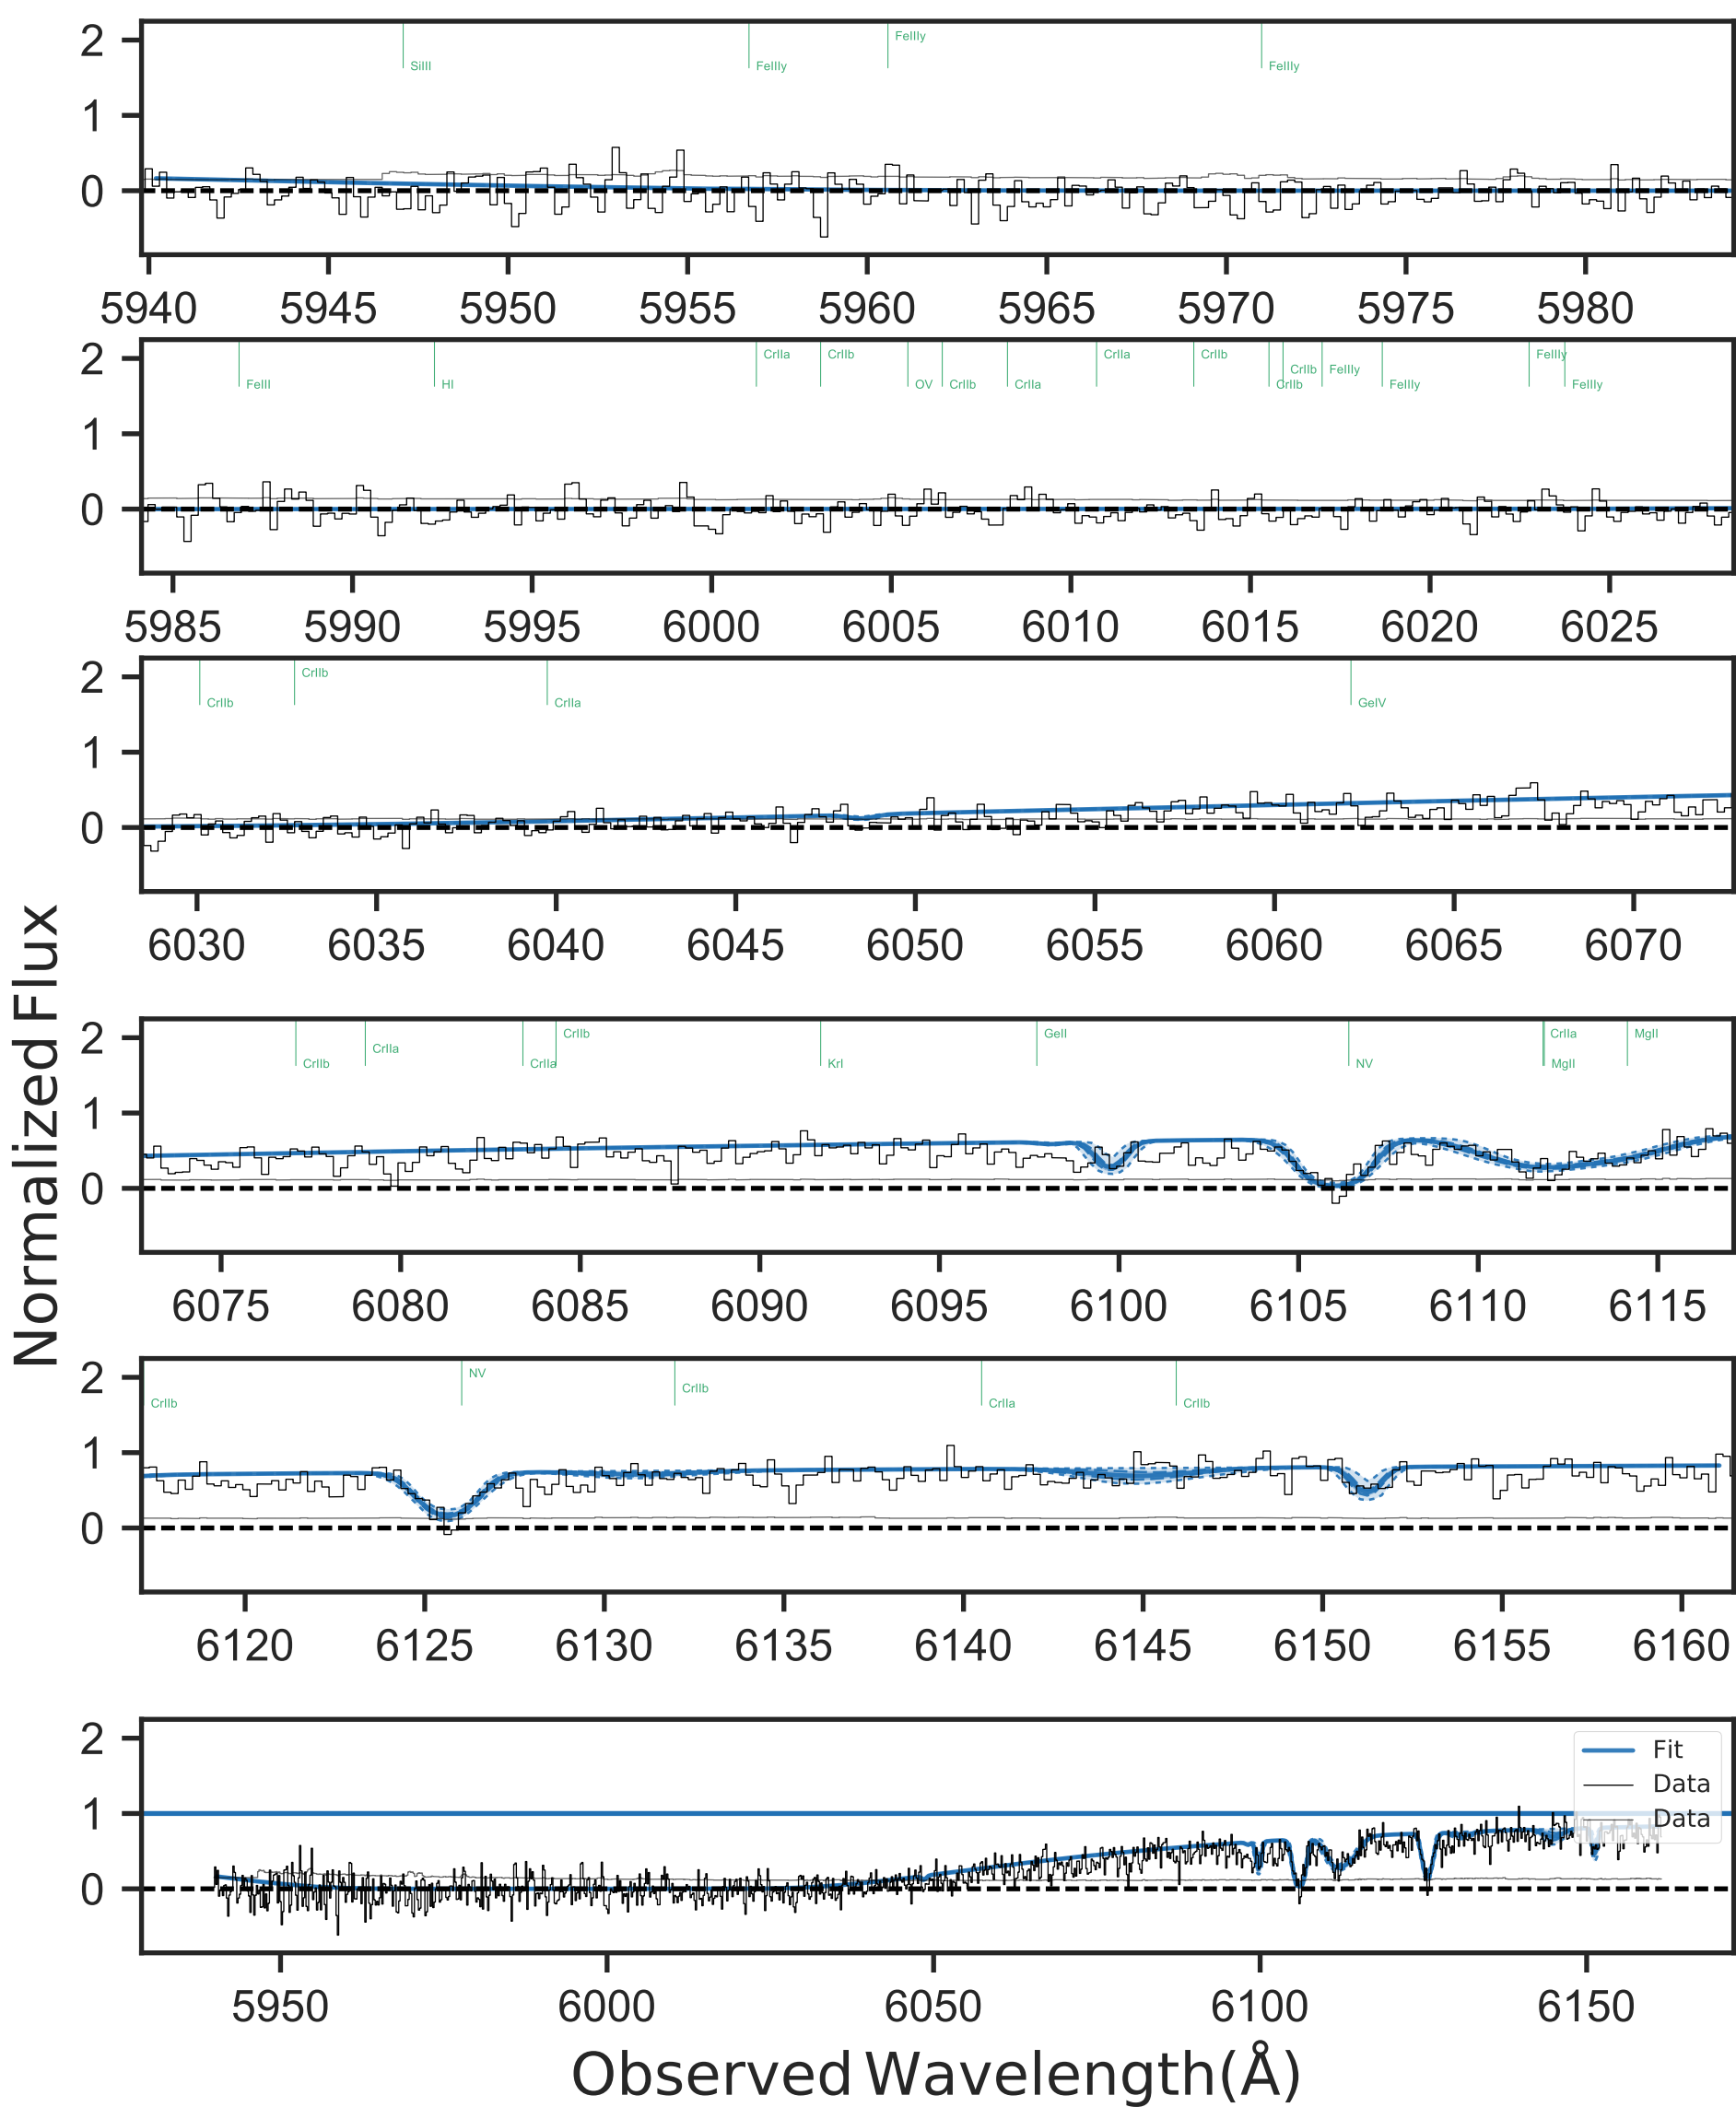 Normalized Flux
2
1
0
SiIII
FeIIIy
FeIIIy
FeIIIy
5940 5945 5950 5955 5960 5965 5970 5975 5980
2
1
0
FeIII
HI
CrIIa
CrIIb
OV
CrIIb
CrIIa
CrIIa
CrIIb
CrIIb
CrIIb
FeIIIy
FeIIIy
FeIIIy
FeIIIy
5985 5990 5995 6000 6005 6010 6015 6020 6025
2
1
0
CrIIb
CrIIb
CrIIa
GeIV
6030 6035 6040 6045 6050 6055 6060 6065 6070
2
1
0
CrIIb
CrIIa
CrIIa
CrIIb
KrI
GeII
NV
CrIIa
MgII
MgII
6075 6080 6085 6090 6095 6100 6105 6110 6115
2
1
0
CrIIb
NV
CrIIb
CrIIa
CrIIb
6120 6125 6130 6135 6140 6145 6150 6155 6160
2
1
0
Fit
Data
Data
5950 6000 6050 6100 6150
Observed Wavelength(Å)